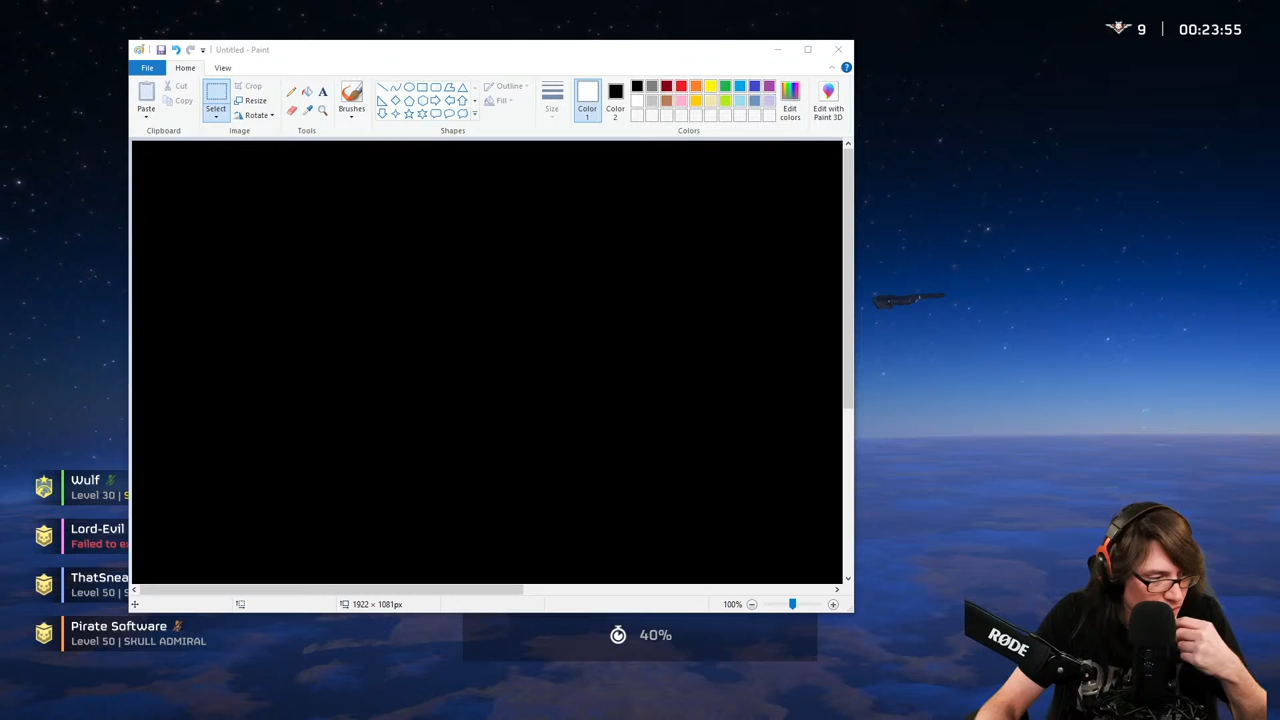 9 | 00:23:55
Untitled - Paint
File Home View
Paste
Cut
Copy
Clipboard
Select
Crop
Resize
Rotate
Image
A
Tools
Brushes
Shapes
Outline
Fill
Size
Color 1
Color 2
Colors
Edit colors
Edit with Paint 3D
Wulf
Level 30 | S
Lord-Evil
Failed to e
ThatSnea
Level 50 | S
Pirate Software
Level 50 | SKULL ADMIRAL
1922 × 1081px
100%
40%
RØDE